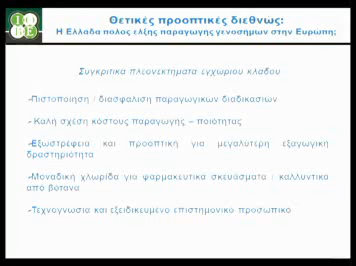 Θετικές προοπτικές διεθνώς:
Η Ελλάδα πόλος έλξης παραγωγής γενοσήμων στην Ευρώπη;
Συγκριτικά πλεονεκτήματα εγχώριου κλάδου
-Πιστοποίηση / διασφάλιση παραγωγικών διαδικασιών
- Καλή σχέση κόστους παραγωγής – ποιότητας
-Εξωστρέφεια και προοπτική για μεγαλύτερη εξαγωγική
δραστηριότητα
-Μοναδική χλωρίδα για φαρμακευτικά σκευάσματα / καλλυντικά
από βότανα
-Τεχνογνωσία και εξειδικευμένο επιστημονικό προσωπικό